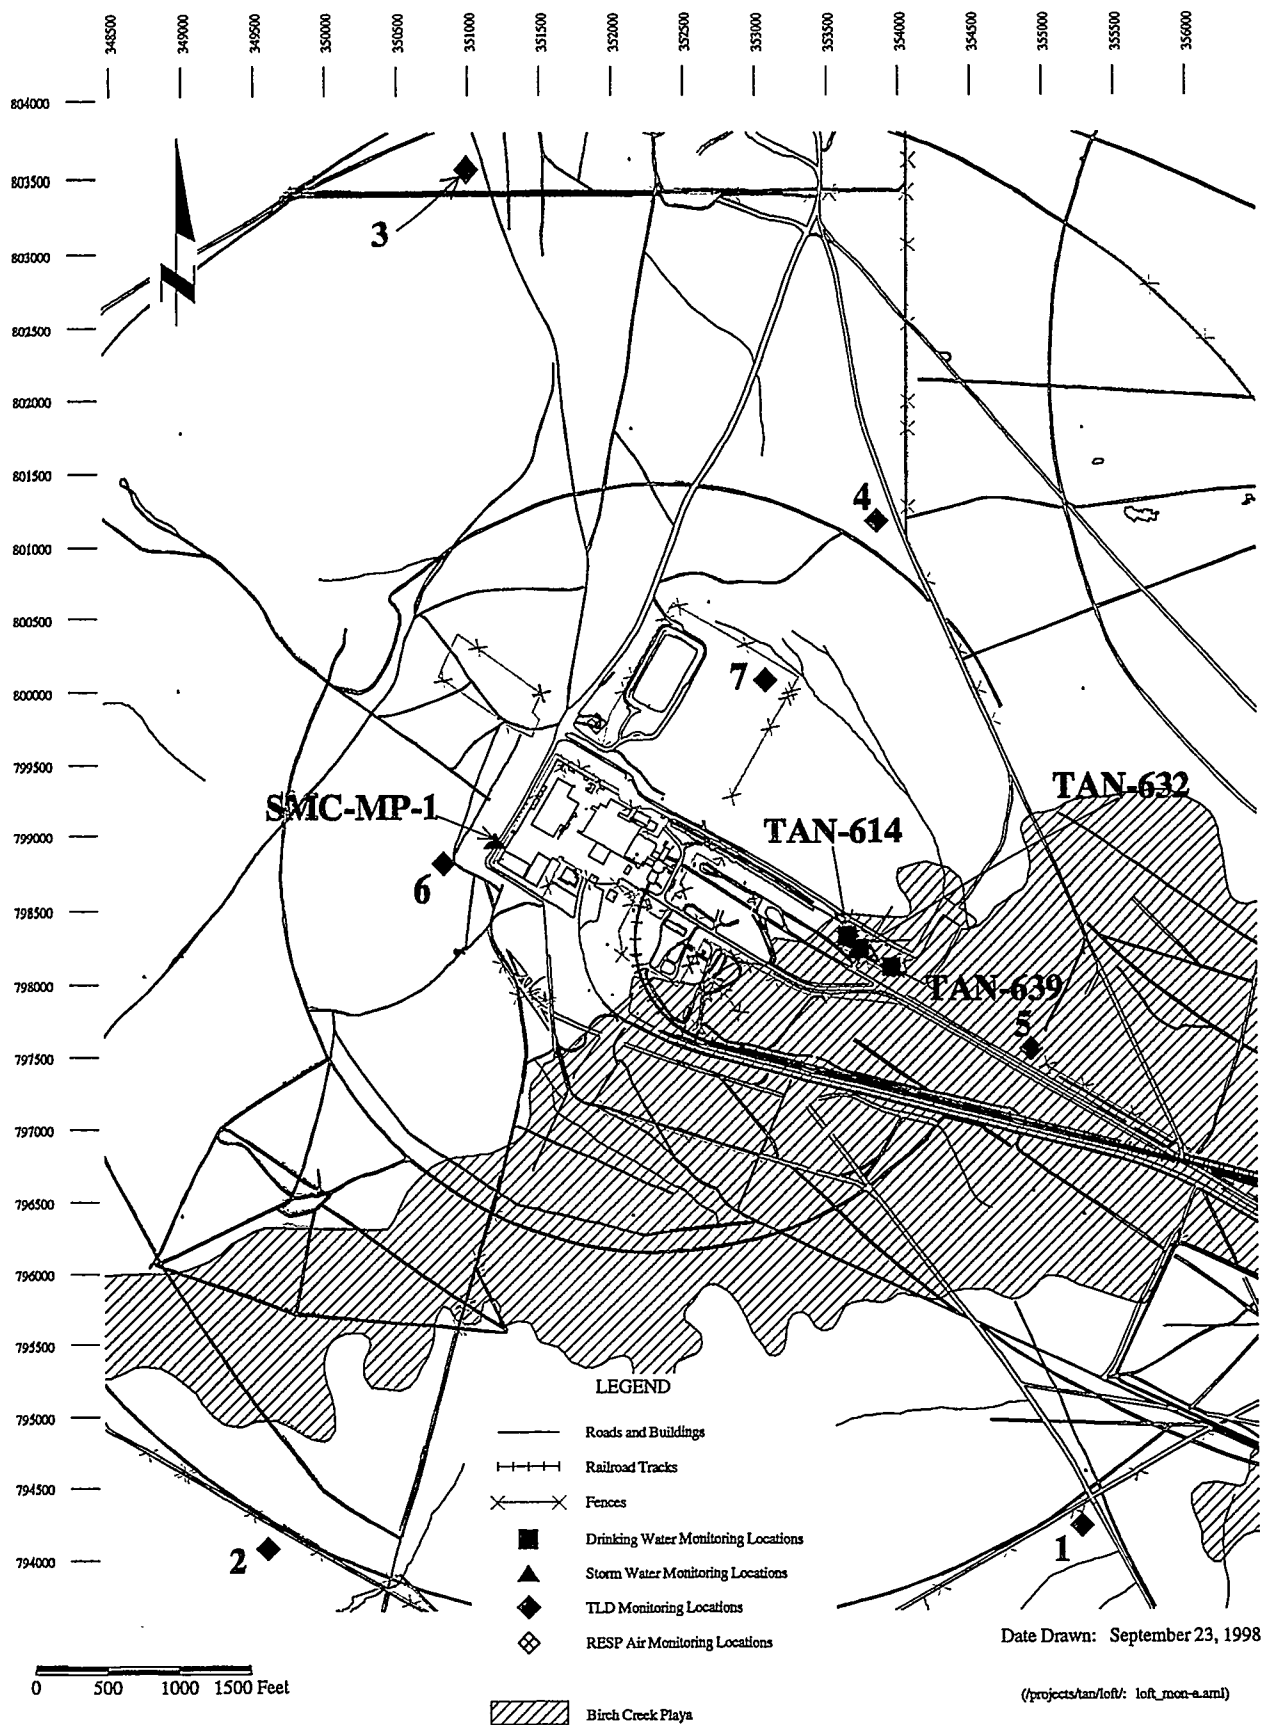 348500
349000
349500
350000
350500
351000
351500
352000
352500
353000
353500
354000
354500
355000
355500
356000
804000
803500
803000
802500
802000
801500
801000
800500
800000
799500
799000
798500
798000
797500
797000
796500
796000
795500
795000
794500
794000
3
4
7
SMC-MP-1
6
TAN-614
TAN-632
TAN-639
5
2
1
LEGEND
Roads and Buildings
Railroad Tracks
Fences
Drinking Water Monitoring Locations
Storm Water Monitoring Locations
TLD Monitoring Locations
RESP Air Monitoring Locations
Birch Creek Playa
0 500 1000 1500 Feet
Date Drawn: September 23, 1998
(/projects/tan/loft/: loft_mon-a.aml)